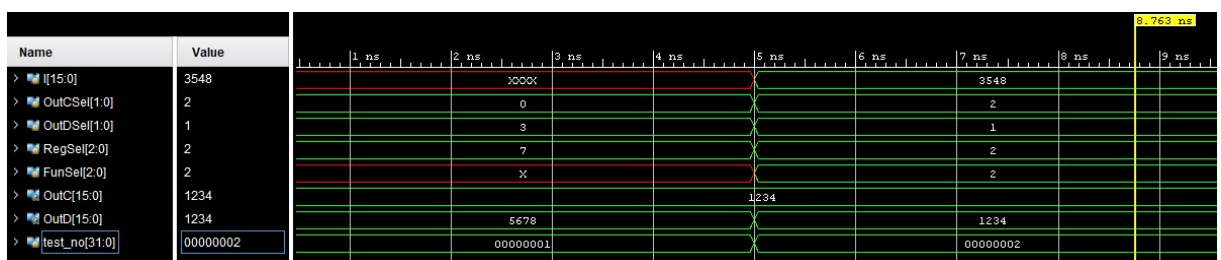 8.763 ns
Name Value 1 ns 2 ns 3 ns 4 ns 5 ns 6 ns 7 ns 8 ns 9 ns
> I[15:0] 3548 XXXX 3548
> OutCSel[1:0] 2 0 2
> OutDSel[1:0] 1 3 1
> RegSel[2:0] 2 7 2
> FunSel[2:0] 2 X 2
> OutC[15:0] 1234 1234
> OutD[15:0] 1234 5678 1234
> test_no[31:0] 00000002 00000001 00000002